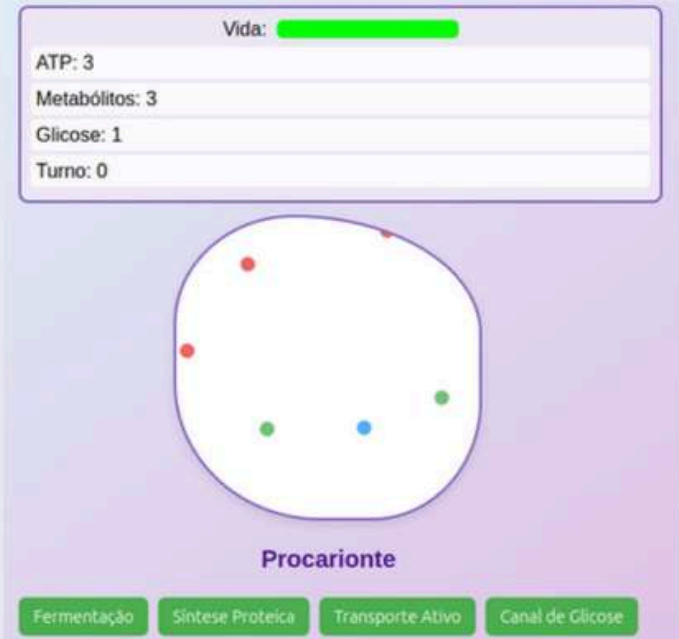 Vida:
ATP: 3
Metabólitos: 3
Glicose: 1
Turno: 0
Procarionte
Fermentação Síntese Proteica Transporte Ativo Canal de Glicose